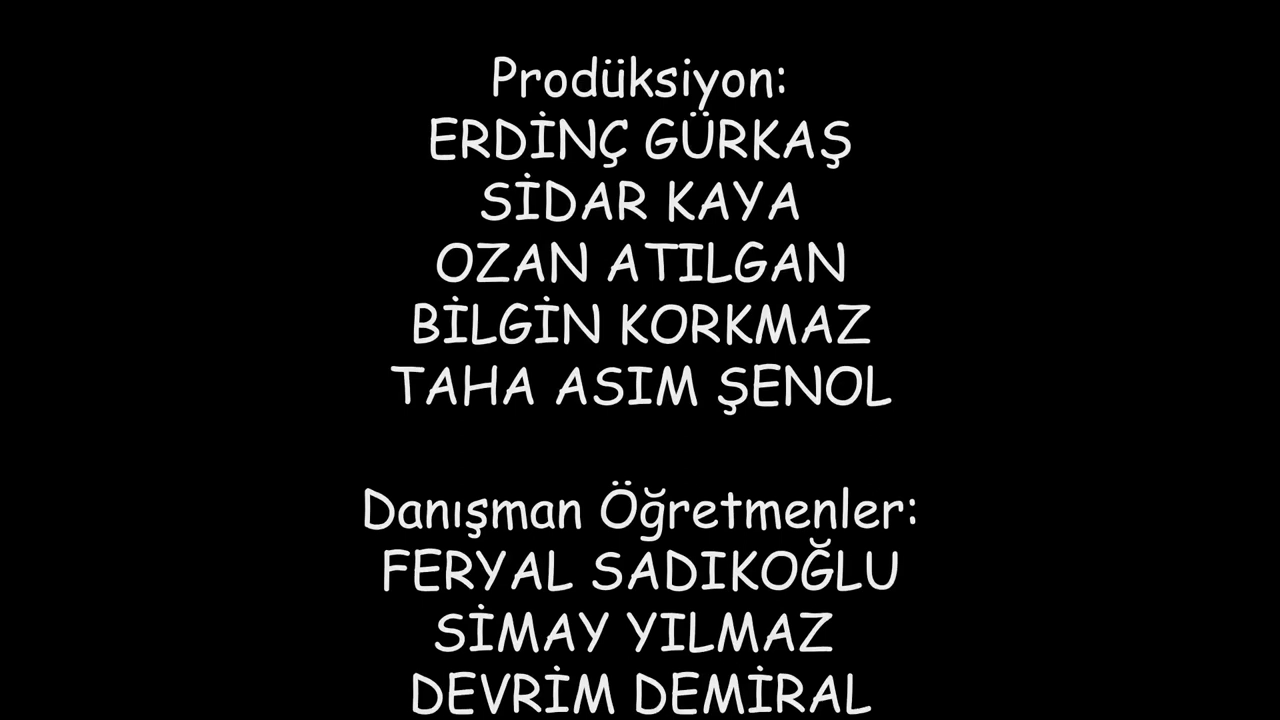 Prodüksiyon:
ERDİNÇ GÜRKAŞ
SİDAR KAYA
OZAN ATILGAN
BİLGİN KORKMAZ
TAHA ASIM ŞENOL
Danışman Öğretmenler:
FERYAL SADIKOĞLU
SİMAY YILMAZ
DEVRİM DEMİRAL